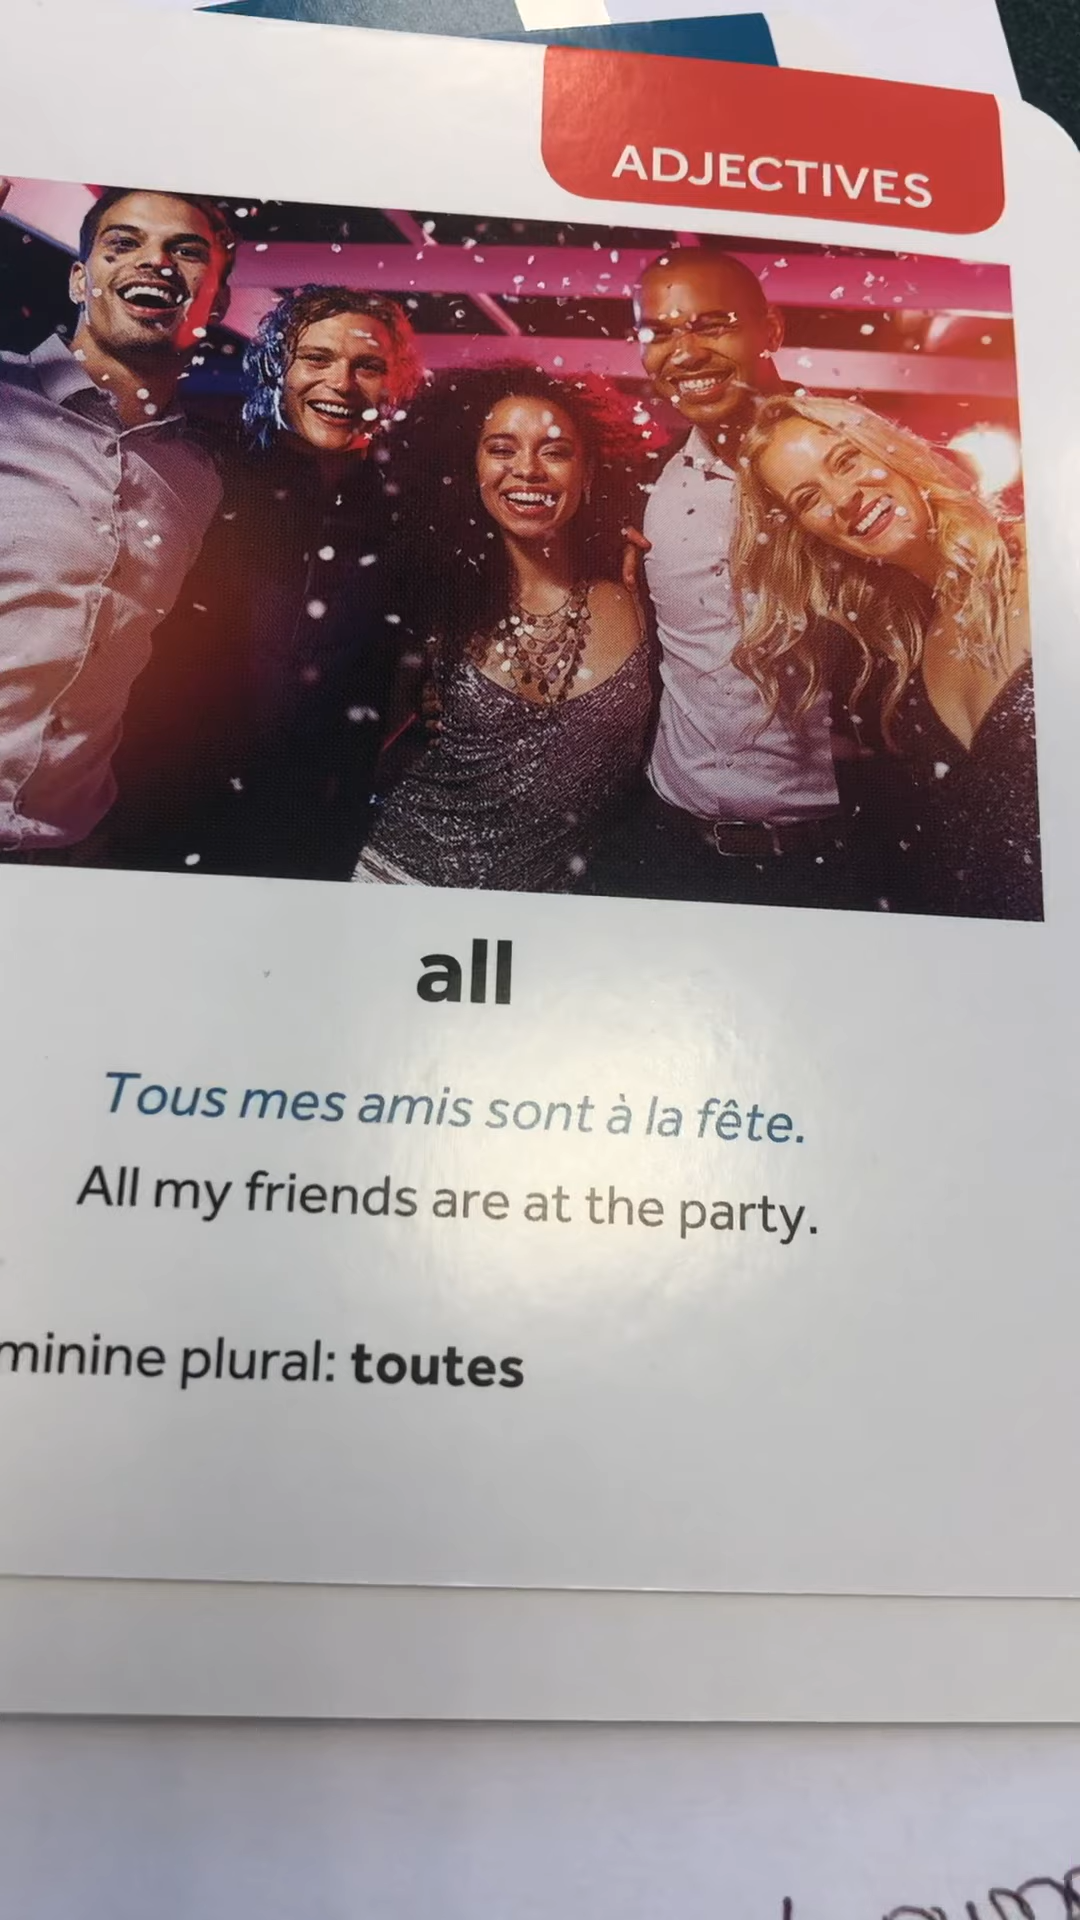 ADJECTIVES
all
Tous mes amis sont à la fête.
All my friends are at the party.
minine plural: toutes